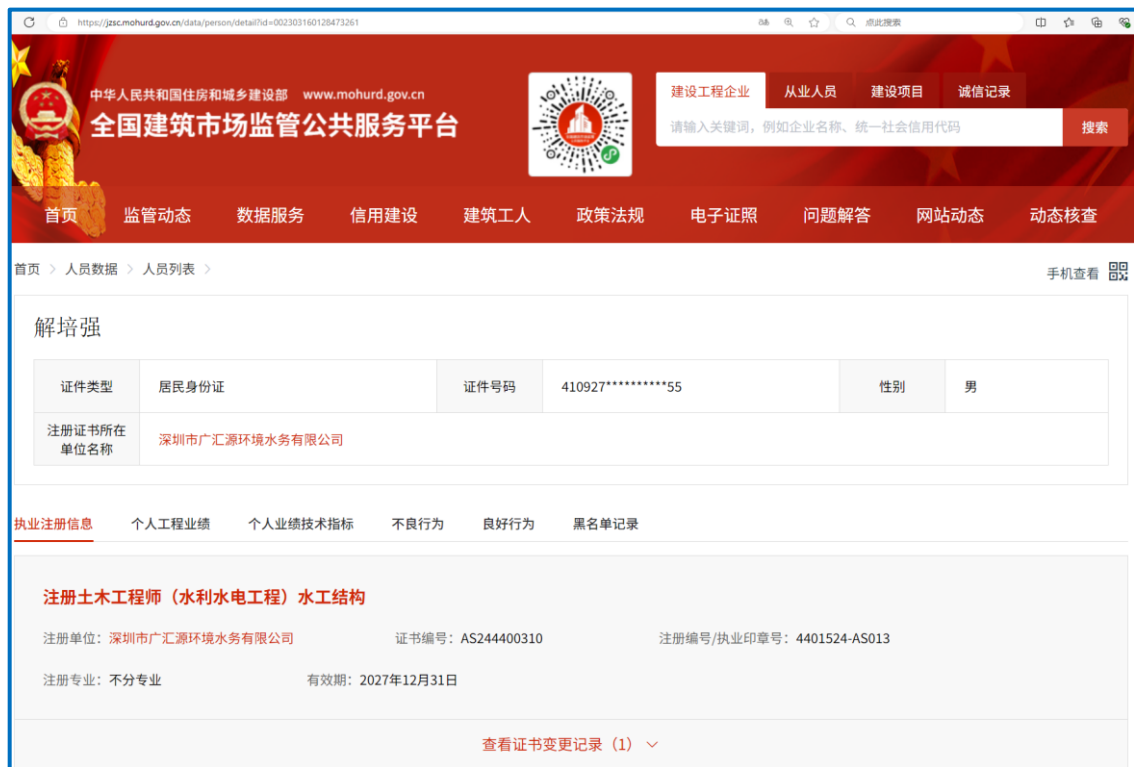 https://jzsc.mohurd.gov.cn/data/person/detail?id=002303160128473261
点此搜索
中华人民共和国住房和城乡建设部 www.mohurd.gov.cn
全国建筑市场监管公共服务平台
建设工程企业 从业人员 建设项目 诚信记录
请输入关键词，例如企业名称、统一社会信用代码 搜索
首页 监管动态 数据服务 信用建设 建筑工人 政策法规 电子证照 问题解答 网站动态 动态核查
首页 > 人员数据 > 人员列表 >
手机查看
解培强
证件类型 居民身份证 证件号码 410927**********55 性别 男
注册证书所在
单位名称
深圳市广汇源环境水务有限公司
执业注册信息 个人工程业绩 个人业绩技术指标 不良行为 良好行为 黑名单记录
注册土木工程师（水利水电工程）水工结构
注册单位：深圳市广汇源环境水务有限公司 证书编号：AS244400310 注册编号/执业印章号：4401524-AS013
注册专业：不分专业 有效期：2027年12月31日
查看证书变更记录（1）